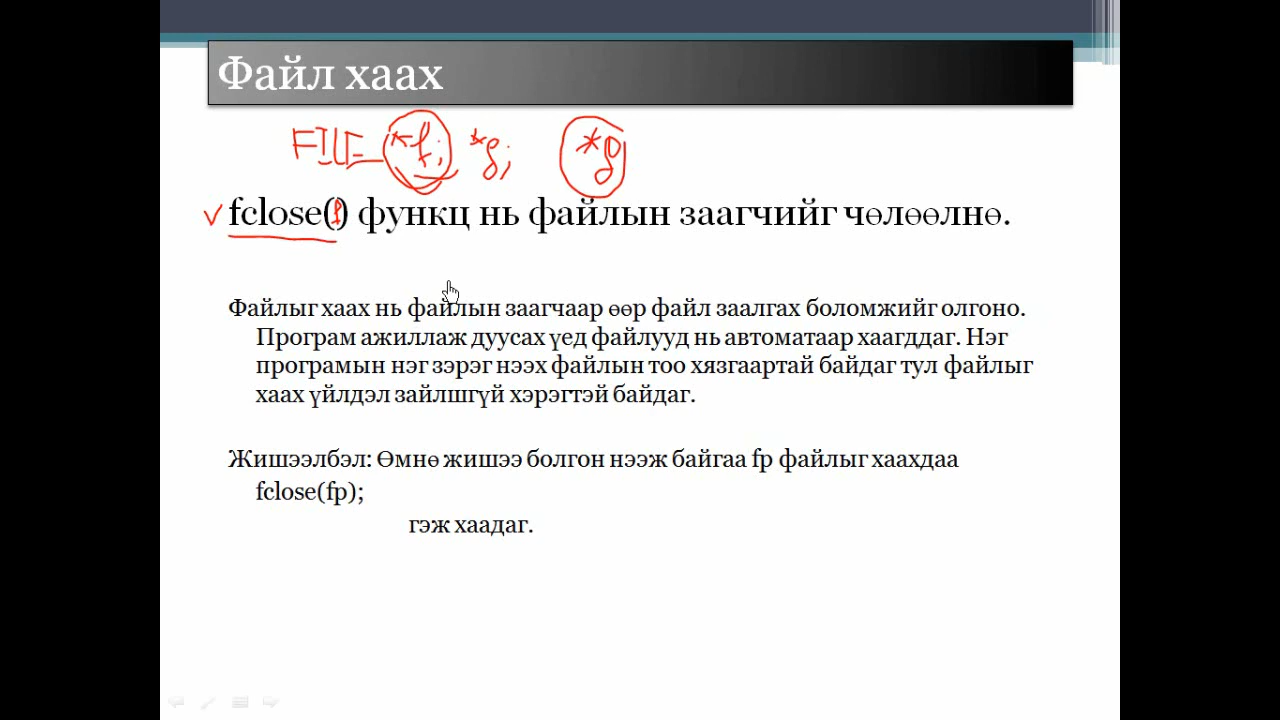 Файл хаах
FILE *f; *g; *g
fclose(f) функц нь файлын заагчийг чөлөөлнө.
Файлыг хаах нь файлын заагчаар өөр файл заалгах боломжийг олгоно.
Програм ажиллаж дуусах үед файлууд нь автоматаар хаагддаг. Нэг
програмын нэг зэрэг нээх файлын тоо хязгаартай байдаг тул файлыг
хаах үйлдэл зайлшгүй хэрэгтэй байдаг.
Жишээлбэл: Өмнө жишээ болгон нээж байгаа fp файлыг хаахдаа
fclose(fp);
гэж хаадаг.